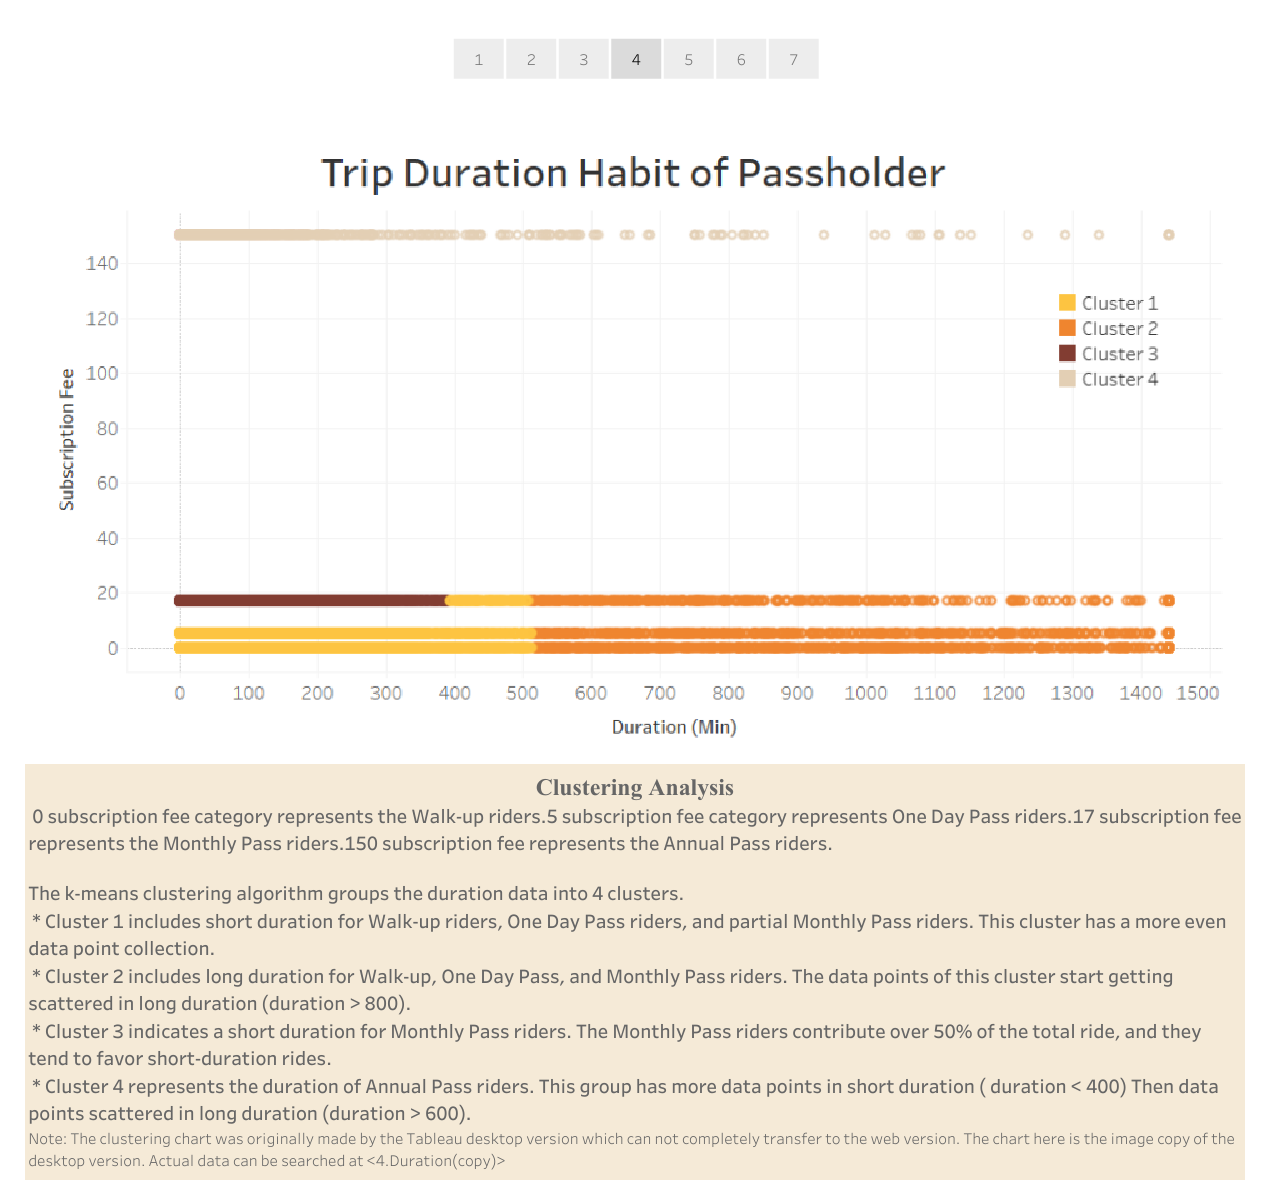 1 2 3 4 5 6 7
Trip Duration Habit of Passholder
140
120
100
80
60
40
20
0
Subscription Fee
Cluster 1
Cluster 2
Cluster 3
Cluster 4
0 100 200 300 400 500 600 700 800 900 1000 1100 1200 1300 1400 1500
Duration (Min)
Clustering Analysis
0 subscription fee category represents the Walk-up riders.5 subscription fee category represents One Day Pass riders.17 subscription fee
represents the Monthly Pass riders.150 subscription fee represents the Annual Pass riders.
The k-means clustering algorithm groups the duration data into 4 clusters.
* Cluster 1 includes short duration for Walk-up riders, One Day Pass riders, and partial Monthly Pass riders. This cluster has a more even
data point collection.
* Cluster 2 includes long duration for Walk-up, One Day Pass, and Monthly Pass riders. The data points of this cluster start getting
scattered in long duration (duration > 800).
* Cluster 3 indicates a short duration for Monthly Pass riders. The Monthly Pass riders contribute over 50% of the total ride, and they
tend to favor short-duration rides.
* Cluster 4 represents the duration of Annual Pass riders. This group has more data points in short duration ( duration < 400) Then data
points scattered in long duration (duration > 600).
Note: The clustering chart was originally made by the Tableau desktop version which can not completely transfer to the web version. The chart here is the image copy of the
desktop version. Actual data can be searched at <4.Duration(copy)>